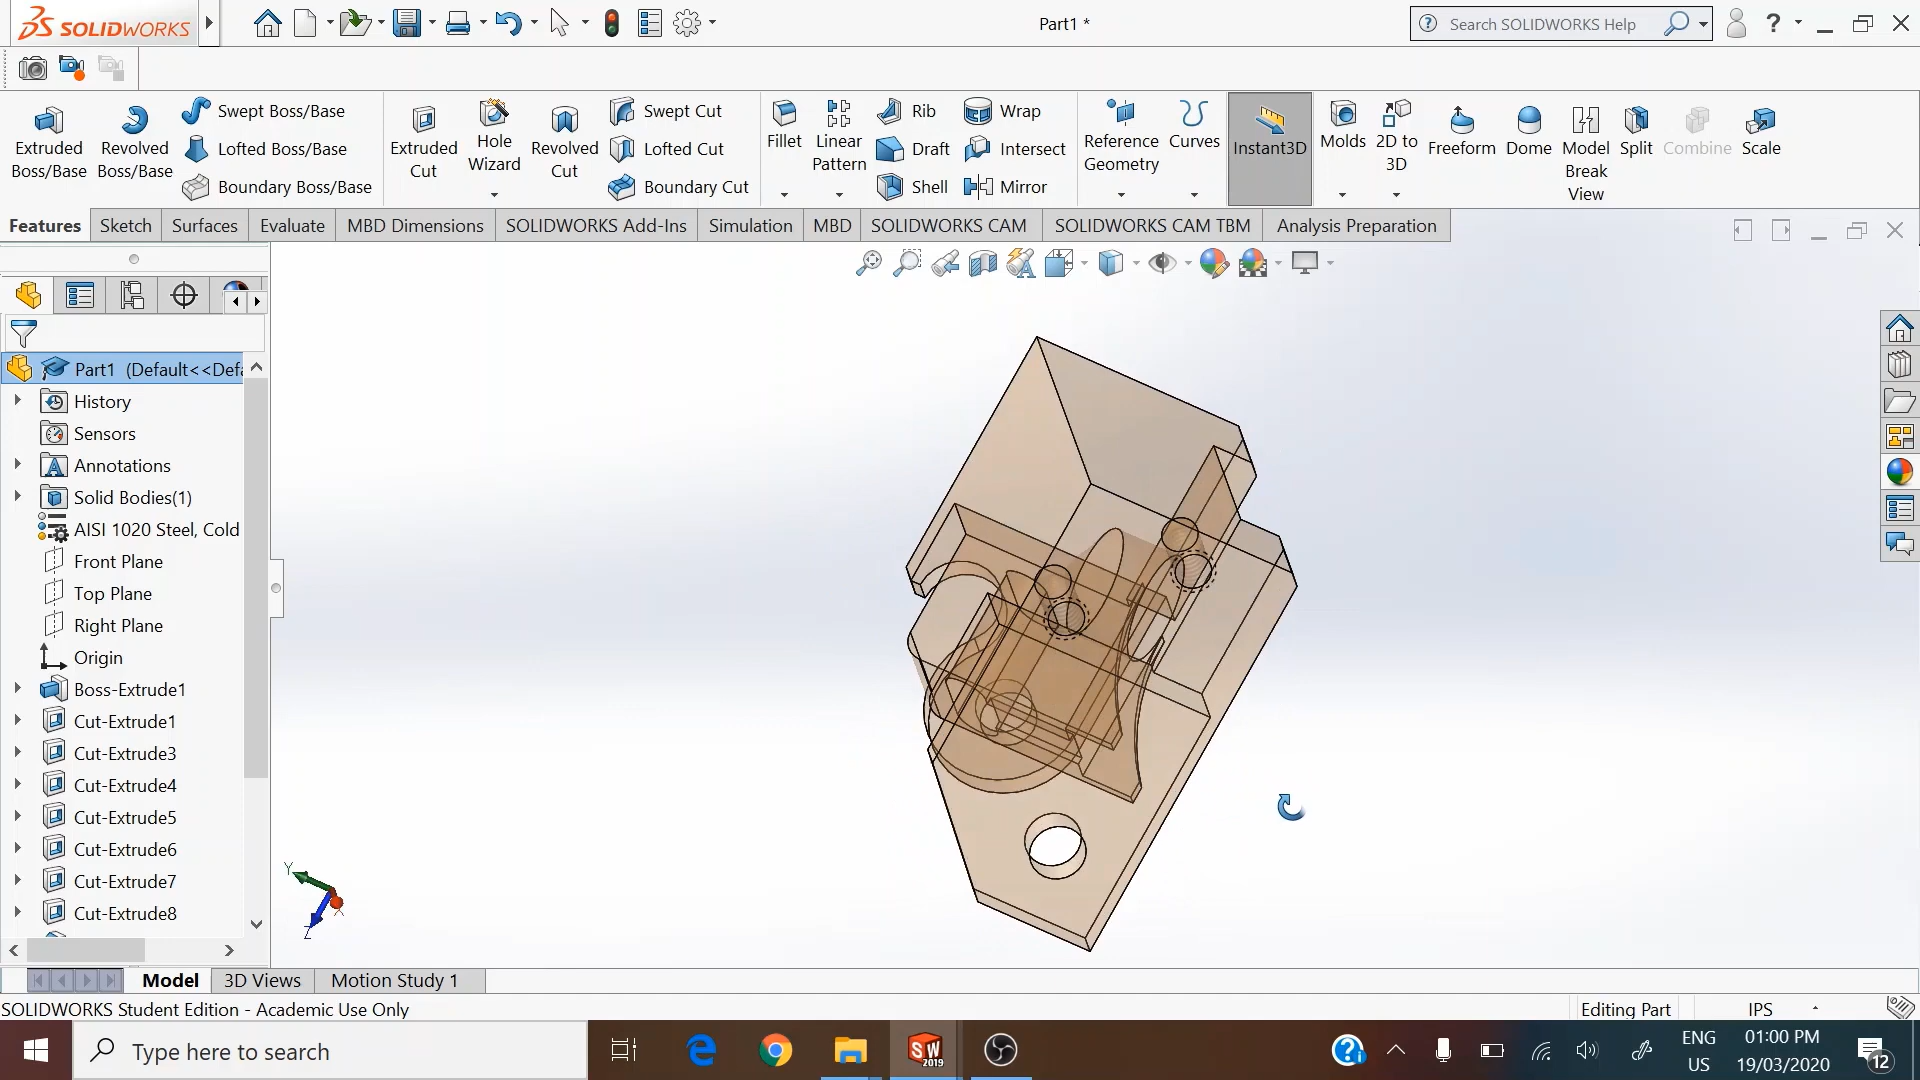 SOLIDWORKS
Part1 *
Search SOLIDWORKS Help
?
Extruded Boss/Base
Revolved Boss/Base
Swept Boss/Base
Lofted Boss/Base
Boundary Boss/Base
Extruded Cut
Hole Wizard
Revolved Cut
Swept Cut
Lofted Cut
Boundary Cut
Fillet
Linear Pattern
Rib
Draft
Shell
Wrap
Intersect
Mirror
Reference Geometry
Curves
Instant3D
Molds
2D to 3D
Freeform
Dome
Model Break View
Split
Combine
Scale
Features
Sketch
Surfaces
Evaluate
MBD Dimensions
SOLIDWORKS Add-Ins
Simulation
MBD
SOLIDWORKS CAM
SOLIDWORKS CAM TBM
Analysis Preparation
Part1 (Default<<Defa
History
Sensors
Annotations
Solid Bodies(1)
AISI 1020 Steel, Cold
Front Plane
Top Plane
Right Plane
Origin
Boss-Extrude1
Cut-Extrude1
Cut-Extrude3
Cut-Extrude4
Cut-Extrude5
Cut-Extrude6
Cut-Extrude7
Cut-Extrude8
Y
X
Z
Model
3D Views
Motion Study 1
SOLIDWORKS Student Edition - Academic Use Only
Editing Part
IPS
Type here to search
SW
2019
ENG
US
01:00 PM
19/03/2020
12